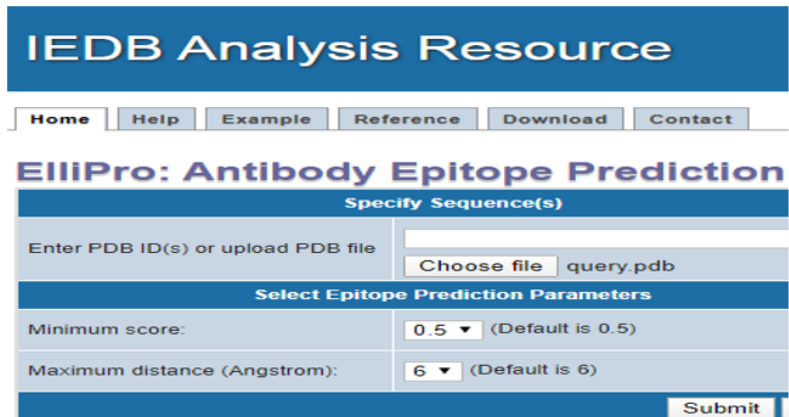 IEDB Analysis Resource
Home Help Example Reference Download Contact
ElliPro: Antibody Epitope Prediction
Specify Sequence(s)
Enter PDB ID(s) or upload PDB file
Choose file query.pdb
Select Epitope Prediction Parameters
Minimum score: 0.5 (Default is 0.5)
Maximum distance (Angstrom): 6 (Default is 6)
Submit